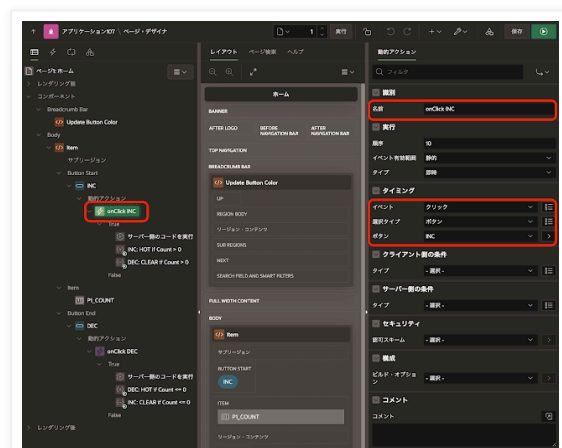 アプリケーション107 \ ページ・デザイナ
1
実行
保存
ページ1: ホーム
レンダリング前
コンポーネント
Breadcrumb Bar
Update Button Color
Body
Item
サブリージョン
Button Start
INC
動的アクション
onClick INC
True
サーバー側のコードを実行
INC: HOT if Count > 0
DEC: CLEAR if Count > 0
False
Item
P1_COUNT
Button End
DEC
動的アクション
onClick DEC
True
サーバー側のコードを実行
DEC: HOT if Count <= 0
INC: CLEAR if Count <= 0
False
レンダリング後
レイアウト
ページ検索
ヘルプ
ホーム
BANNER
AFTER LOGO
BEFORE NAVIGATION BAR
AFTER NAVIGATION BAR
TOP NAVIGATION
BREADCRUMB BAR
Update Button Color
UP
REGION BODY
リージョン・コンテンツ
SUB REGIONS
NEXT
SEARCH FIELD AND SMART FILTERS
FULL WIDTH CONTENT
BODY
Item
サブリージョン
BUTTON START
INC
ITEM
P1_COUNT
リージョン・コンテンツ
動的アクション
フィルタ
識別
名前 onClick INC
実行
順序 10
イベント有効範囲 静的
タイプ 即時
タイミング
イベント クリック
選択タイプ ボタン
ボタン INC
クライアント側の条件
タイプ - 選択 -
サーバー側の条件
タイプ - 選択 -
セキュリティ
認可スキーム - 選択 -
構成
ビルド・オプション - 選択 -
コメント
コメント